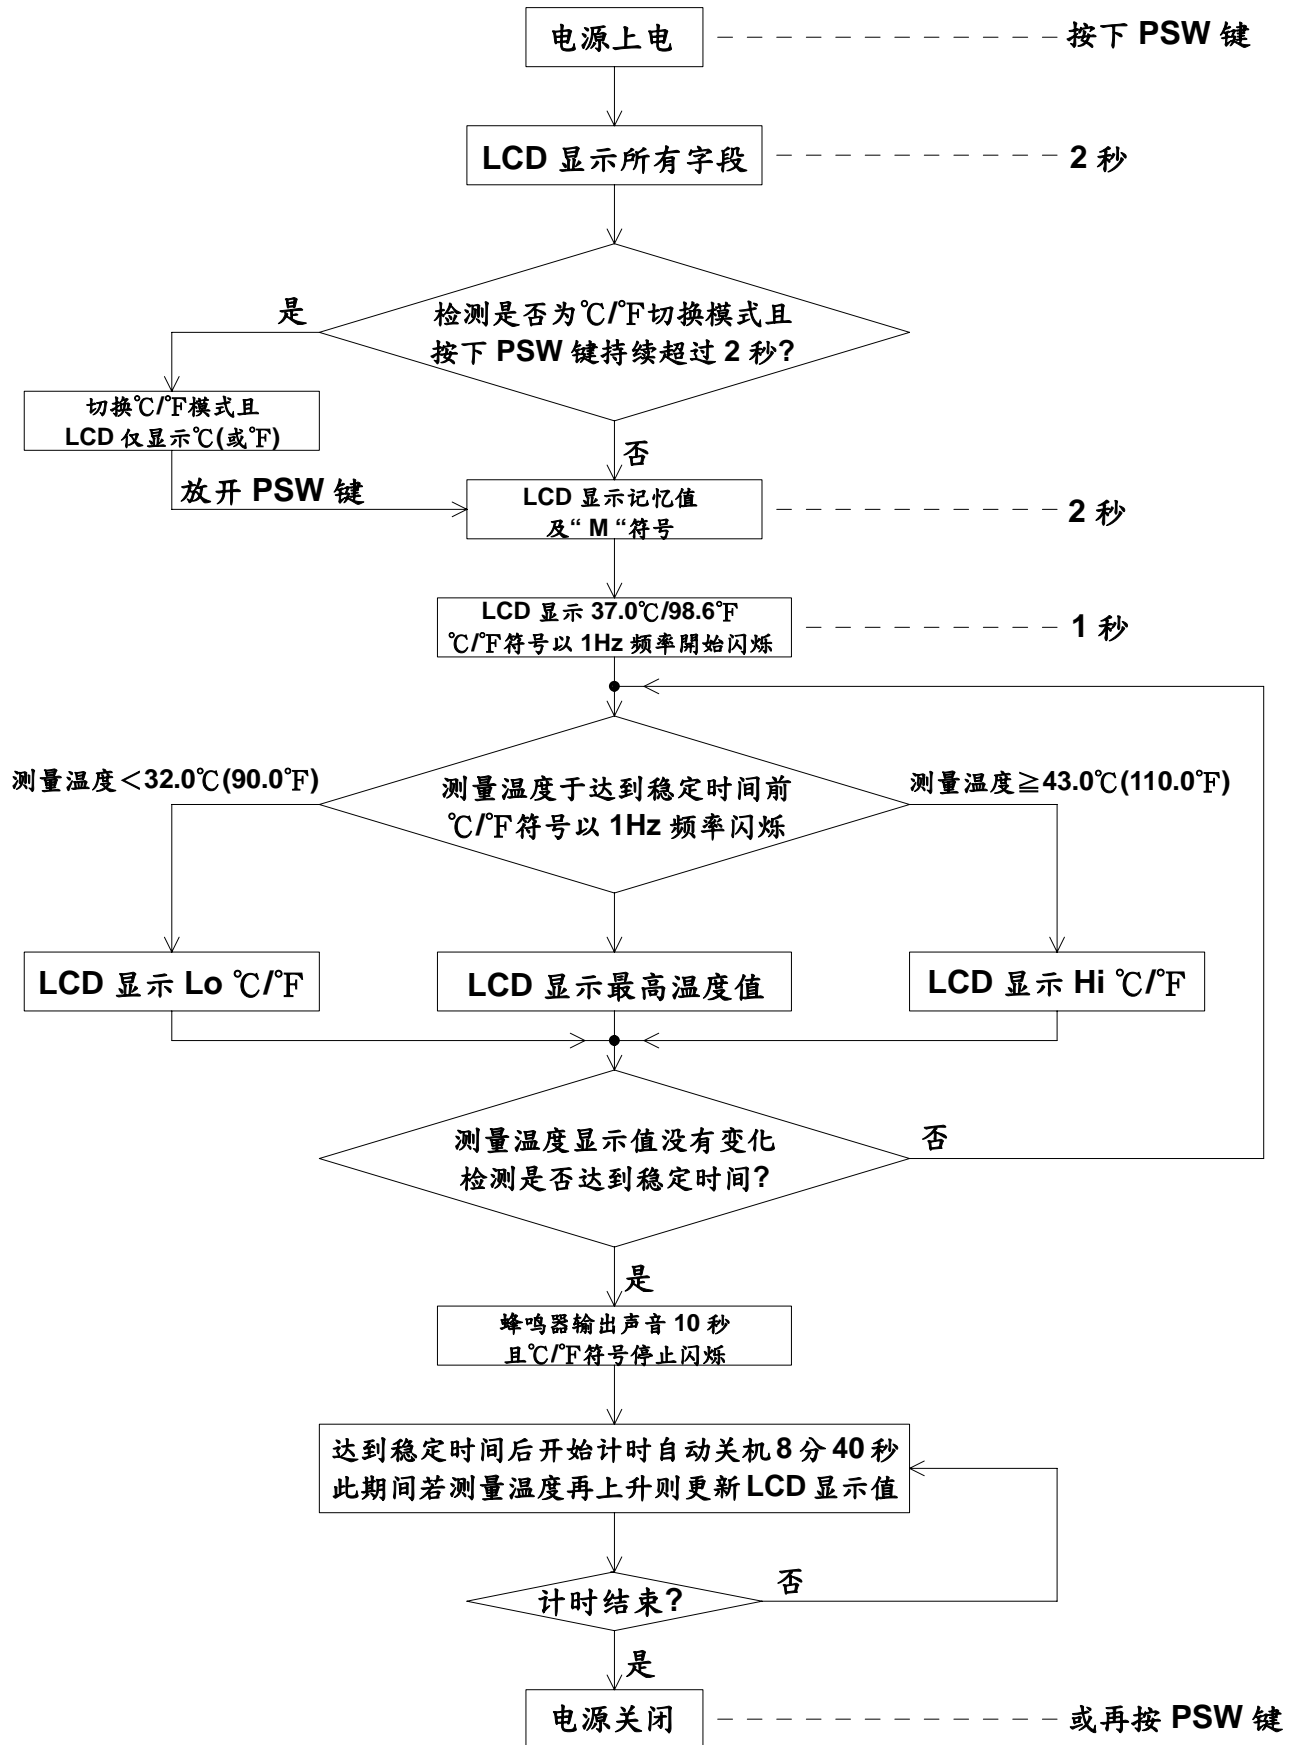 电源上电
按下 PSW 键
LCD 显示所有字段
2 秒
检测是否为℃/℉切换模式且
按下 PSW 键持续超过 2 秒?
是
切换℃/℉模式且
LCD 仅显示℃(或℉)
否
放开 PSW 键
LCD 显示记忆值
及“ M “符号
2 秒
LCD 显示 37.0℃/98.6℉
℃/℉符号以 1Hz 频率開始闪烁
1 秒
测量温度＜32.0℃(90.0℉)
测量温度于达到稳定时间前
℃/℉符号以 1Hz 频率闪烁
测量温度≧43.0℃(110.0℉)
LCD 显示 Lo ℃/℉
LCD 显示最高温度值
LCD 显示 Hi ℃/℉
测量温度显示值没有变化
检测是否达到稳定时间?
否
是
蜂鸣器输出声音 10 秒
且℃/℉符号停止闪烁
达到稳定时间后开始计时自动关机 8 分 40 秒
此期间若测量温度再上升则更新 LCD 显示值
计时结束?
否
是
电源关闭
或再按 PSW 键